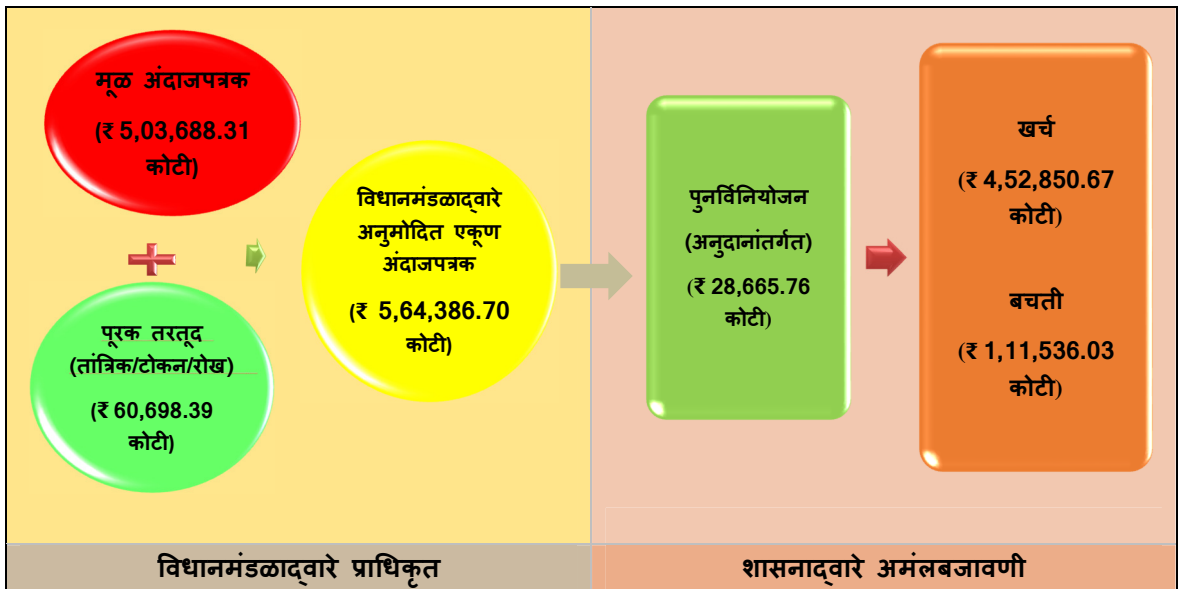 मूळ अंदाजपत्रक
(₹ 5,03,688.31
कोटी)
पूरक तरतूद
(तांत्रिक/टोकन/रोख)
(₹ 60,698.39
कोटी)
विधानमंडळाद्वारे
अनुमोदित एकूण
अंदाजपत्रक
(₹ 5,64,386.70
कोटी)
पुनर्विनियोजन
(अनुदानांतर्गत)
(₹ 28,665.76
कोटी)
खर्च
(₹ 4,52,850.67
कोटी)
बचती
(₹ 1,11,536.03
कोटी)
विधानमंडळाद्वारे प्राधिकृत
शासनाद्वारे अमंलबजावणी